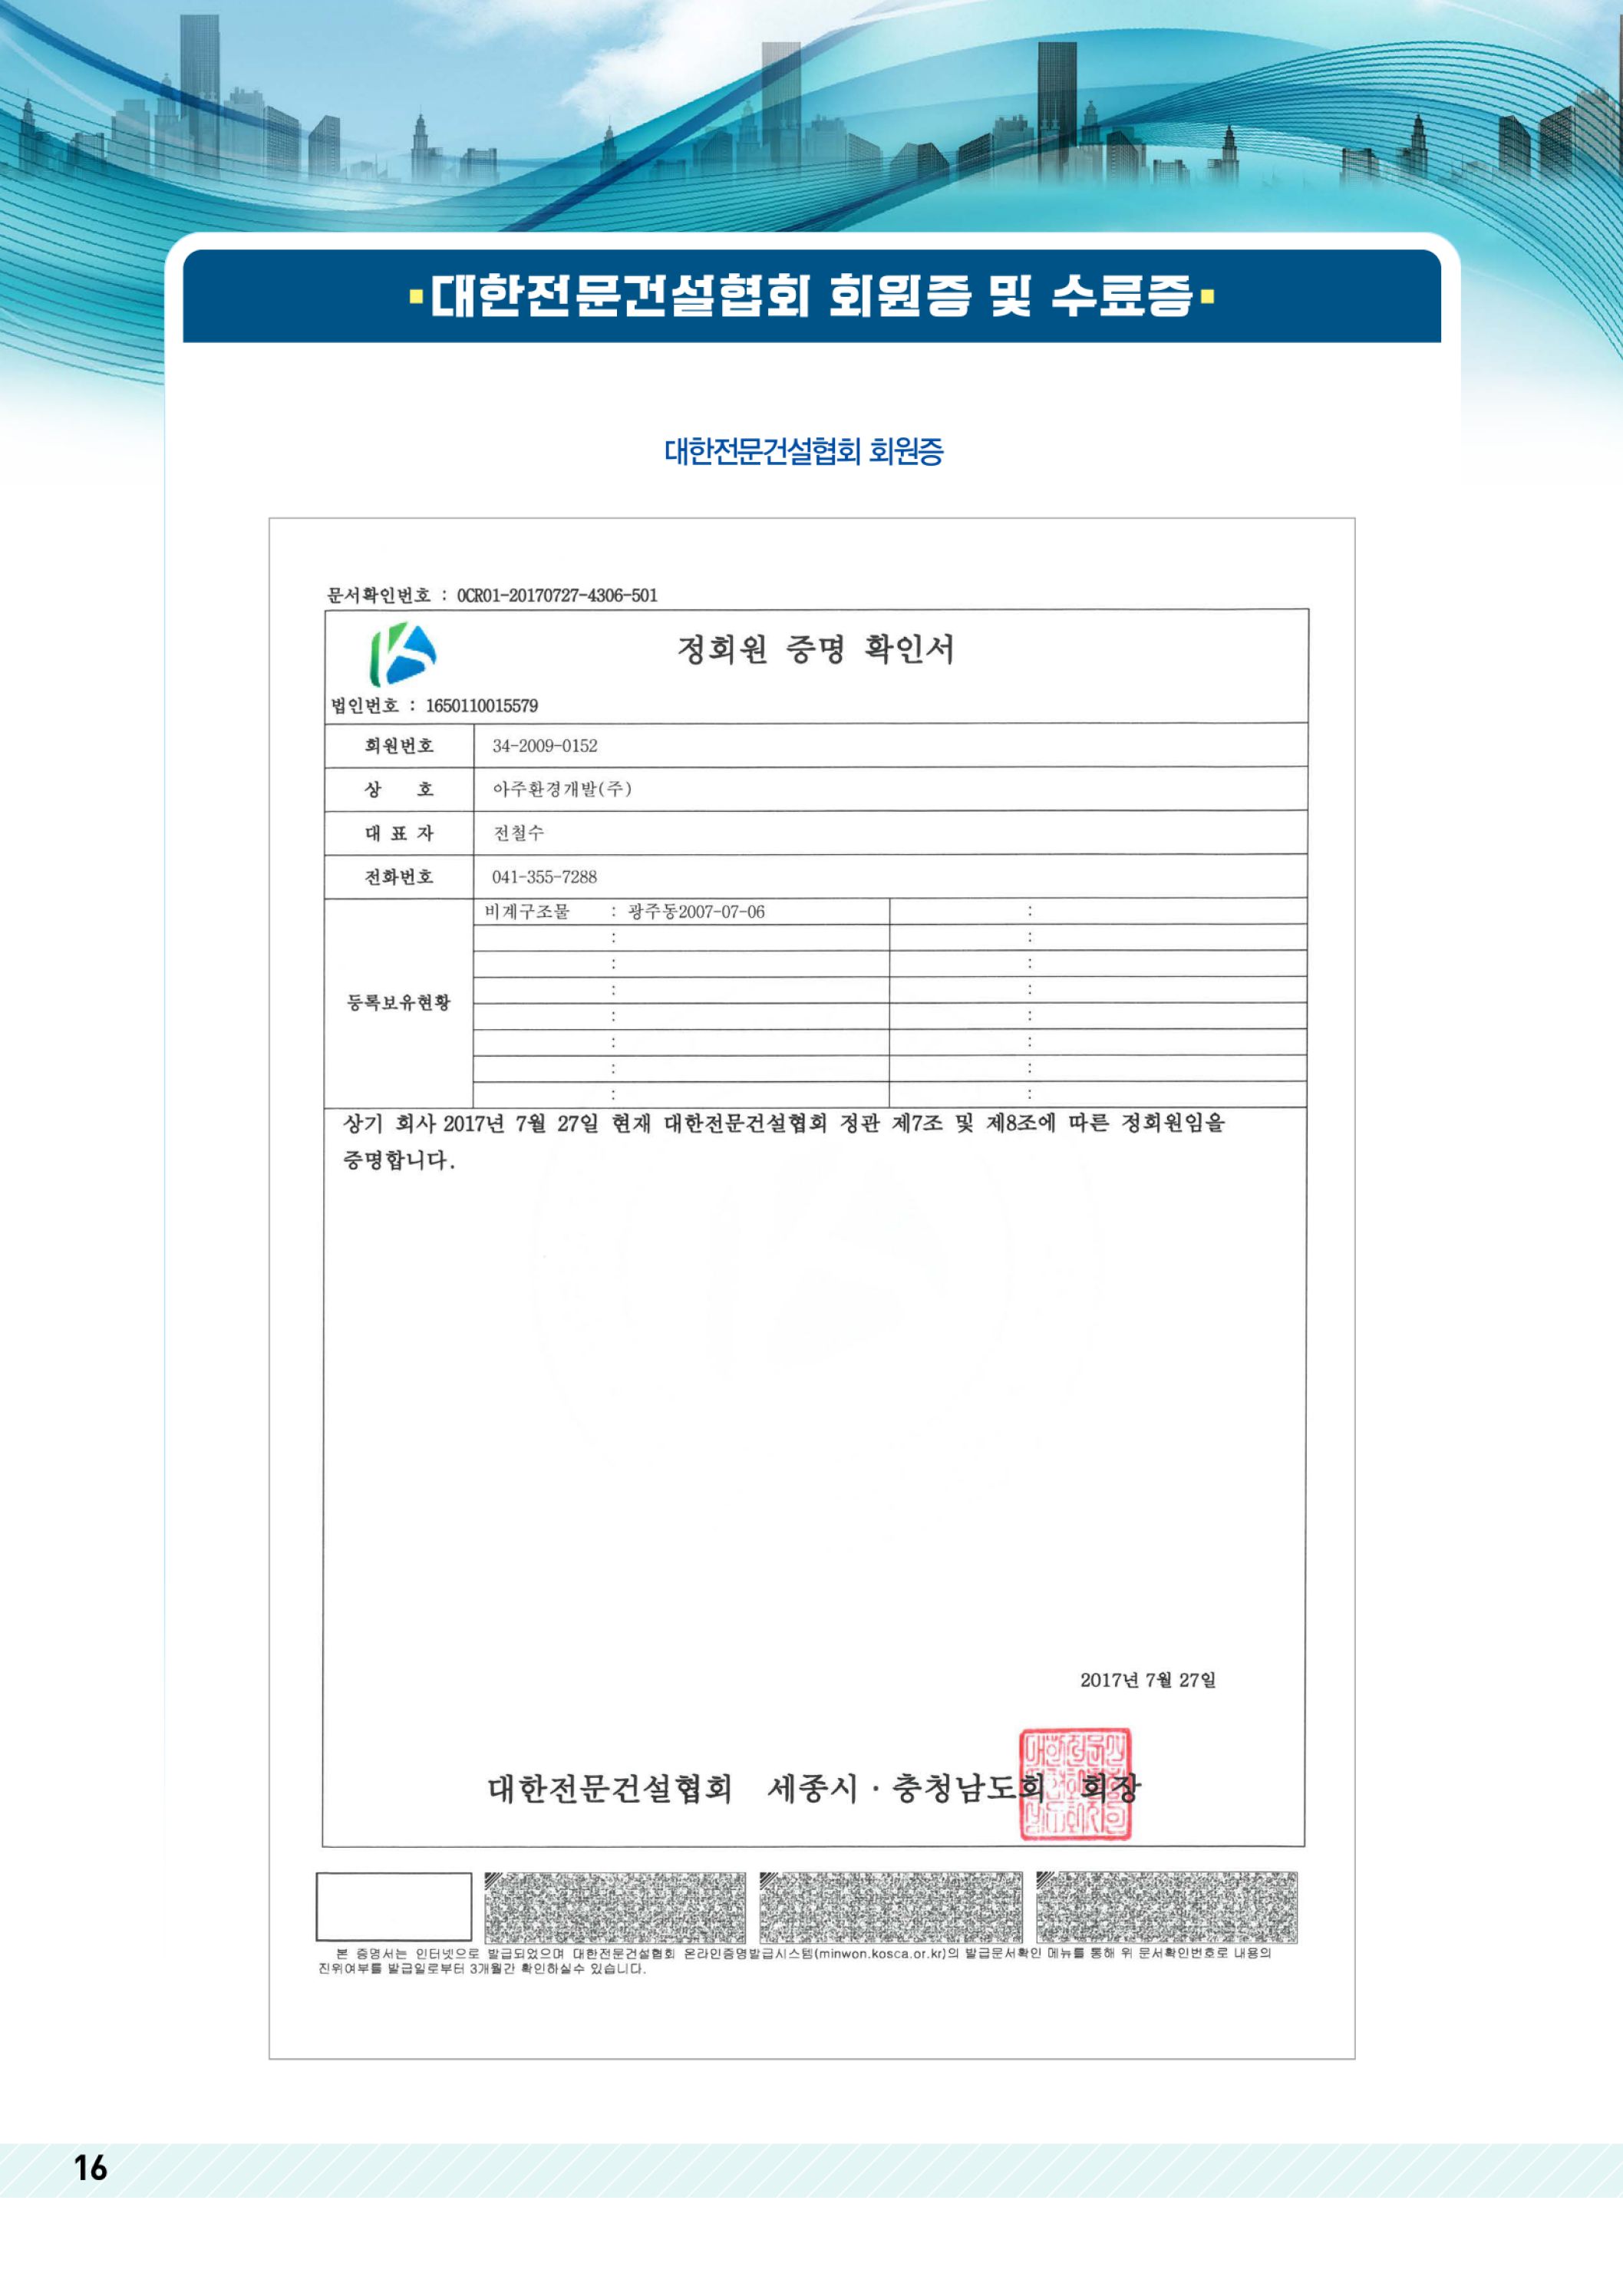 대한전문건설협회 회원증 및 수료증
대한전문건설협회 회원증
문서확인번호 : OCR01-20170727-4306-501
정회원 증명 확인서
법인번호 : 1650110015579
회원번호 34-2009-0152
상 호 아주환경개발(주)
대 표 자 전철수
전화번호 041-355-7288
등록보유현황
비계구조물 : 광주동2007-07-06 :
: :
: :
: :
: :
: :
: :
: :
상기 회사 2017년 7월 27일 현재 대한전문건설협회 정관 제7조 및 제8조에 따른 정회원임을
증명합니다.
2017년 7월 27일
대한전문건설협회 세종시·충청남도회 회장
본 증명서는 인터넷으로 발급되었으며 대한전문건설협회 온라인증명발급시스템(minwon.kosca.or.kr)의 발급문서확인 메뉴를 통해 위 문서확인번호로 내용의
진위여부를 발급일로부터 3개월간 확인하실수 있습니다.
16